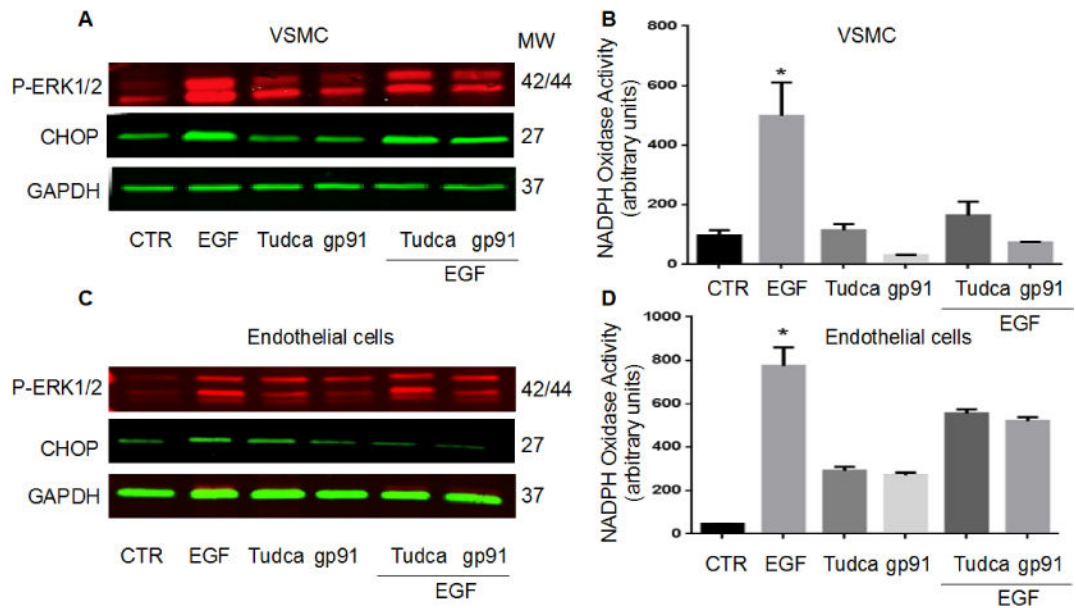 A
VSMC
MW
P-ERK1/2
42/44
CHOP
27
GAPDH
37
CTR EGF Tudca gp91 Tudca gp91
EGF
B
VSMC
NADPH Oxidase Activity
(arbitrary units)
800
600
400
200
0
*
CTR EGF Tudca gp91 Tudca gp91
EGF
C
Endothelial cells
P-ERK1/2
42/44
CHOP
27
GAPDH
37
CTR EGF Tudca gp91 Tudca gp91
EGF
D
Endothelial cells
NADPH Oxidase Activity
(arbitrary units)
1000
800
600
400
200
0
*
CTR EGF Tudca gp91 Tudca gp91
EGF